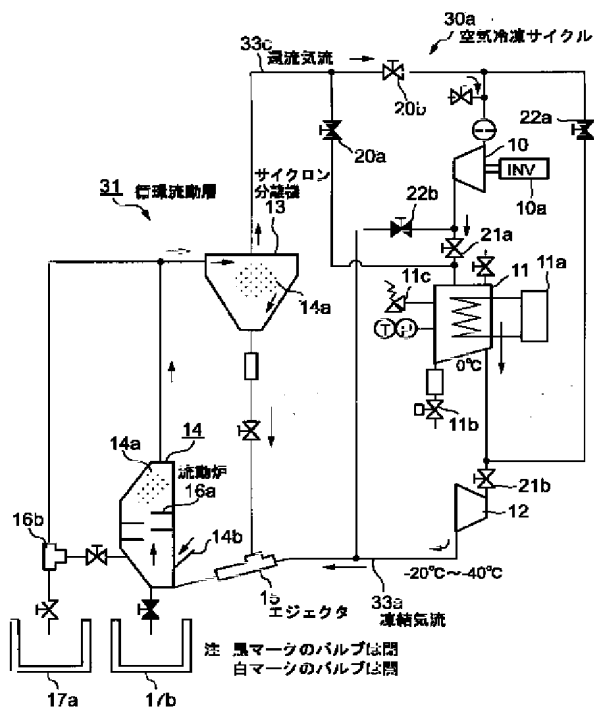 30a
空気冷凍サイクル
33c
還流気流
20b
22a
20a
10
INV
10a
31 循環流動層
サイクロン
分離機
13
22b
21a
11c
11
11a
14a
T
P
0℃
11b
14a
14
流動炉
16a
16b
14b
21b
12
15
エジェクタ
-20℃~-40℃
33a
凍結気流
注 黒マークのバルブは閉
白マークのバルブは開
17a
17b